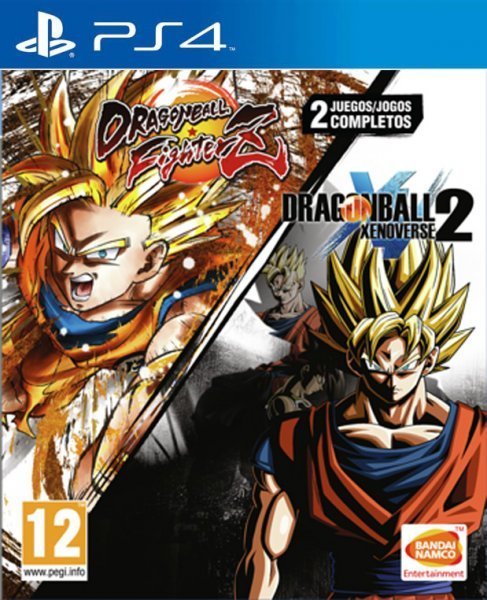 PS4
DRAGONBALL
FighterZ
2 JUEGOS/JOGOS
COMPLETOS
DRAGONBALL
XENOVERSE 2
12
www.pegi.info
BANDAI
NAMCO
Entertainment